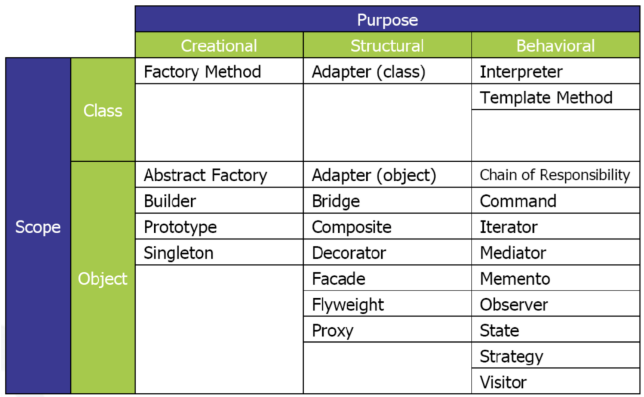 Purpose
Creational Structural Behavioral
Scope
Class
Factory Method Adapter (class) Interpreter
Template Method
Object
Abstract Factory Adapter (object) Chain of Responsibility
Builder Bridge Command
Prototype Composite Iterator
Singleton Decorator Mediator
Facade Memento
Flyweight Observer
Proxy State
Strategy
Visitor